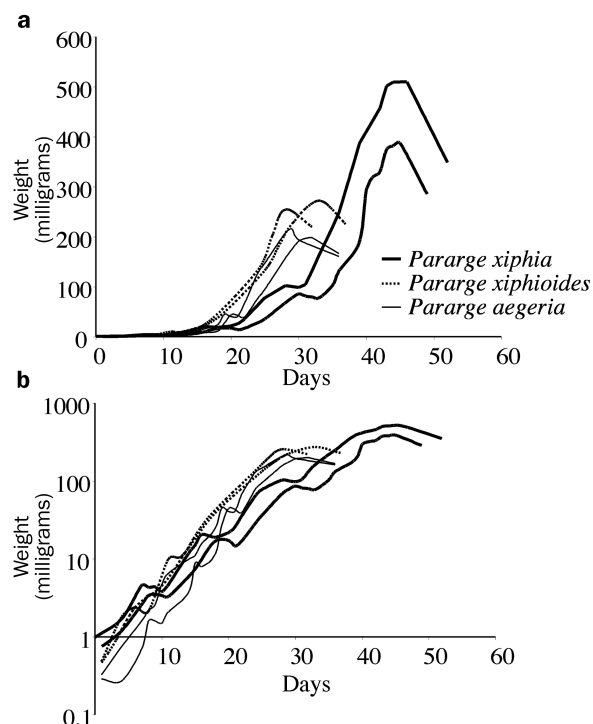 a
600
500
400
300
200
100
0
Weight
(milligrams)
0 10 20 30 40 50 60
Days
Pararge xiphia
Pararge xiphioides
Pararge aegeria
b
1000
100
10
1
0.1
Weight
(milligrams)
10 20 30 40 50 60
Days